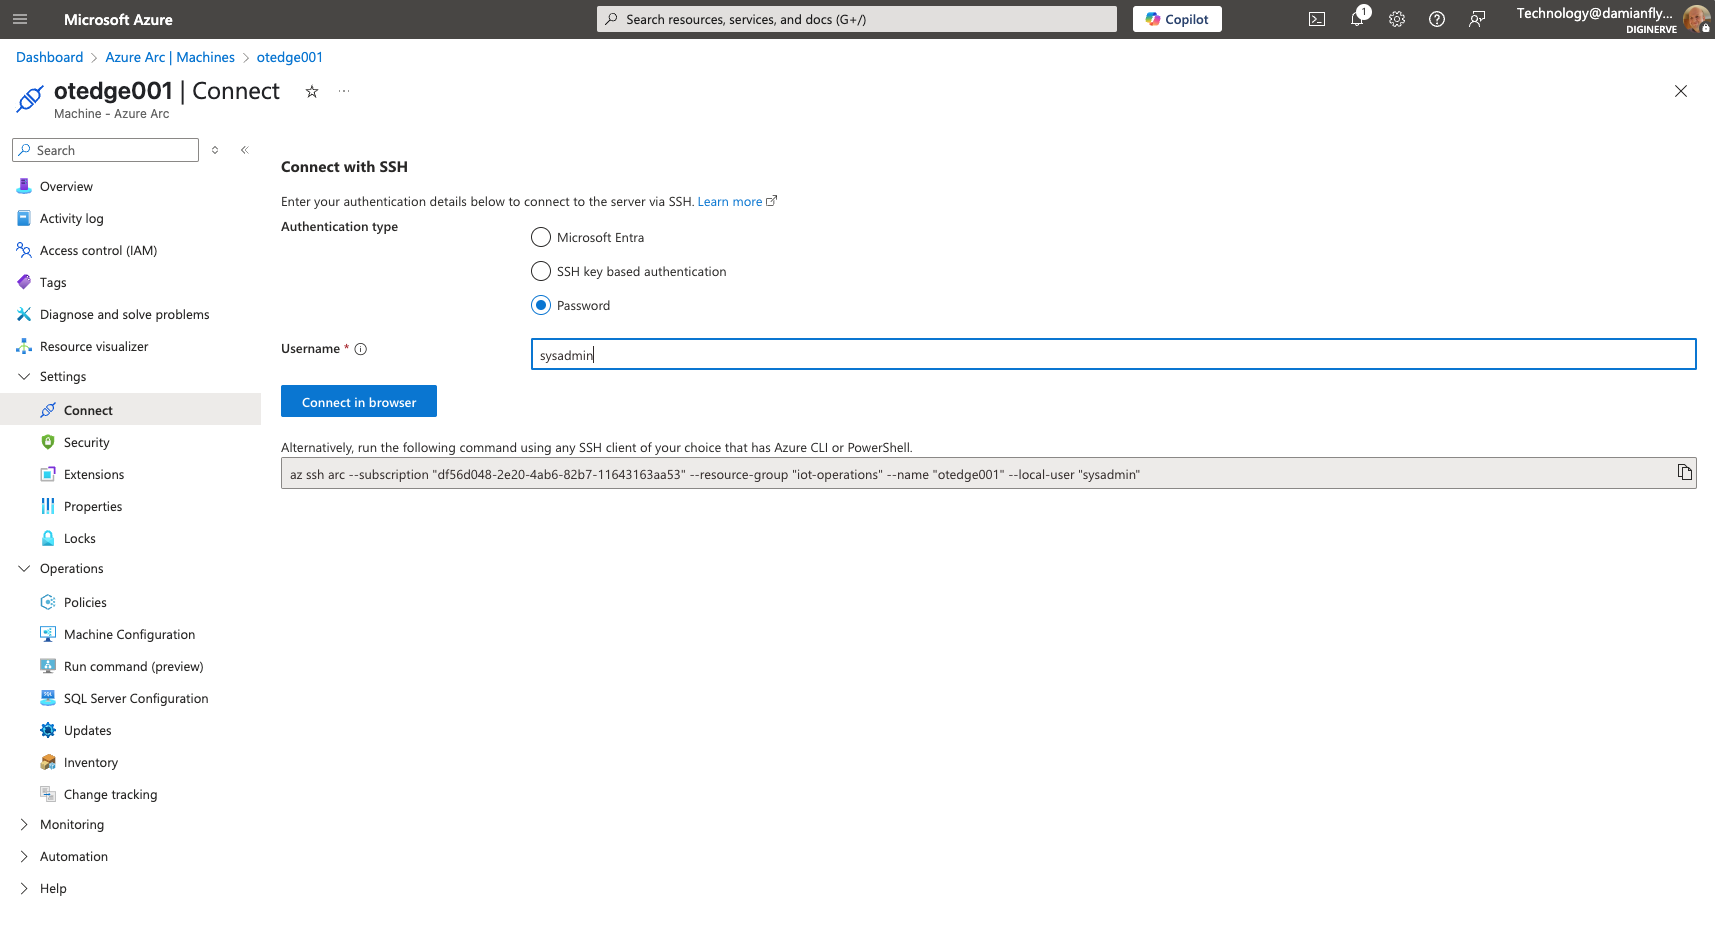 Microsoft Azure
Search resources, services, and docs (G+/)
Copilot
1
Technology@damianfly...
DIGINERVE
Dashboard > Azure Arc | Machines > otedge001
otedge001 | Connect
Machine - Azure Arc
Search
Overview
Activity log
Access control (IAM)
Tags
Diagnose and solve problems
Resource visualizer
Settings
Connect
Security
Extensions
Properties
Locks
Operations
Policies
Machine Configuration
Run command (preview)
SQL Server Configuration
Updates
Inventory
Change tracking
Monitoring
Automation
Help
Connect with SSH
Enter your authentication details below to connect to the server via SSH. Learn more
Authentication type
Microsoft Entra
SSH key based authentication
Password
Username *
sysadmin
Connect in browser
Alternatively, run the following command using any SSH client of your choice that has Azure CLI or PowerShell.
az ssh arc --subscription "df56d048-2e20-4ab6-82b7-11643163aa53" --resource-group "iot-operations" --name "otedge001" --local-user "sysadmin"